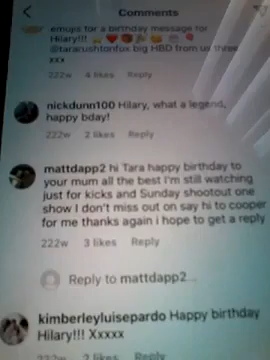 Comments
emojis for a birthday message for
Hilary!!!
@tararushtonfox big HBD from us three
xxx
222w 4 likes Reply
nickdunn100 Hilary, what a legend,
happy bday!
222w 2 likes Reply
mattdapp2 hi Tara happy birthday to
your mum all the best I'm still watching
just for kicks and Sunday shootout one
show I don't miss out on say hi to cooper
for me thanks again i hope to get a reply
222w 3 likes Reply
Reply to mattdapp2...
kimberleyluisepardo Happy birthday
Hilary!!! Xxxxx
222w 2 likes Reply